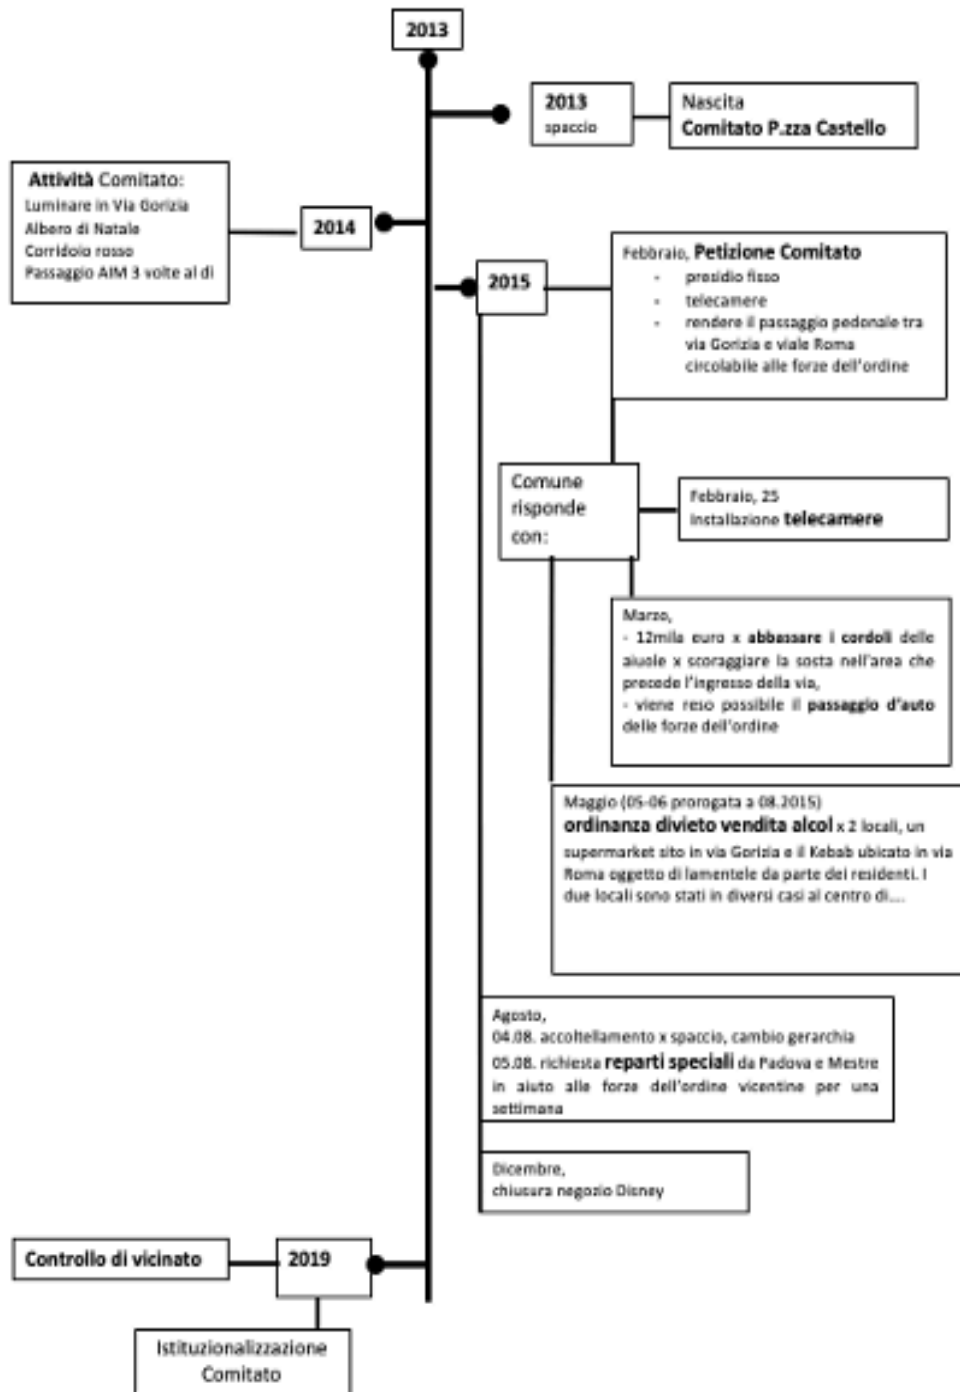 2013
2013
spaccio
Nascita
Comitato P.zza Castello
Attività Comitato:
Luminare in Via Gorizia
Albero di Natale
Corridoio rosso
Passaggio AIM 3 volte al dì
2014
2015
Febbraio, Petizione Comitato
- presidio fisso
- telecamere
- rendere il passaggio pedonale tra
via Gorizia e viale Roma
circolabile alle forze dell'ordine
Comune
risponde
con:
Febbraio, 25
Installazione telecamere
Marzo,
- 12mila euro x abbassare i cordoli delle
aiuole x scoraggiare la sosta nell'area che
precede l'ingresso della via,
- viene reso possibile il passaggio d'auto
delle forze dell'ordine
Maggio (05-06 prorogata a 08.2015)
ordinanza divieto vendita alcol x 2 locali, un
supermarket sito in via Gorizia e il Kebab ubicato in via
Roma oggetto di lamentele da parte dei residenti. I
due locali sono stati in diversi casi al centro di....
Agosto,
04.08. accoltellamento x spaccio, cambio gerarchia
05.08. richiesta reparti speciali da Padova e Mestre
in aiuto alle forze dell'ordine vicentine per una
settimana
Dicembre,
chiusura negozio Disney
Controllo di vicinato
2019
Istituzionalizzazione
Comitato